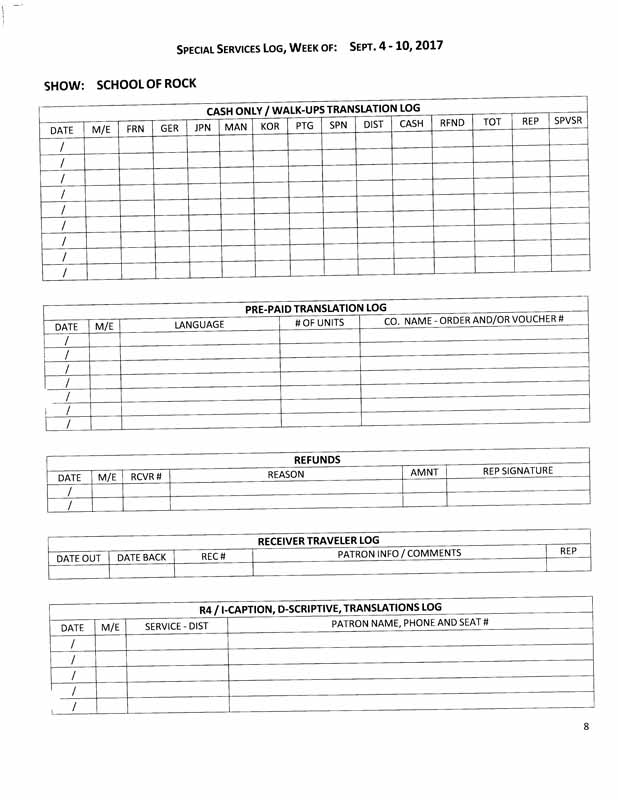 SPECIAL SERVICES LOG, WEEK OF: SEPT. 4 - 10, 2017
SHOW: SCHOOL OF ROCK
CASH ONLY / WALK-UPS TRANSLATION LOG
DATE M/E FRN GER JPN MAN KOR PTG SPN DIST CASH RFND TOT REP SPVSR
/
/
/
/
/
/
/
/
/
PRE-PAID TRANSLATION LOG
DATE M/E LANGUAGE # OF UNITS CO. NAME - ORDER AND/OR VOUCHER #
/
/
/
/
/
/
/
REFUNDS
DATE M/E RCVR # REASON AMNT REP SIGNATURE
/
/
RECEIVER TRAVELER LOG
DATE OUT DATE BACK REC # PATRON INFO / COMMENTS REP
R4 / I-CAPTION, D-SCRIPTIVE, TRANSLATIONS LOG
DATE M/E SERVICE - DIST PATRON NAME, PHONE AND SEAT #
/
/
/
/
/
8